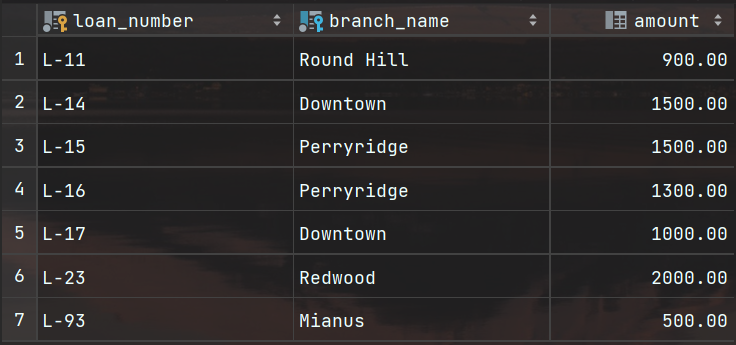 loan_number branch_name amount
1 L-11 Round Hill 900.00
2 L-14 Downtown 1500.00
3 L-15 Perryridge 1500.00
4 L-16 Perryridge 1300.00
5 L-17 Downtown 1000.00
6 L-23 Redwood 2000.00
7 L-93 Mianus 500.00